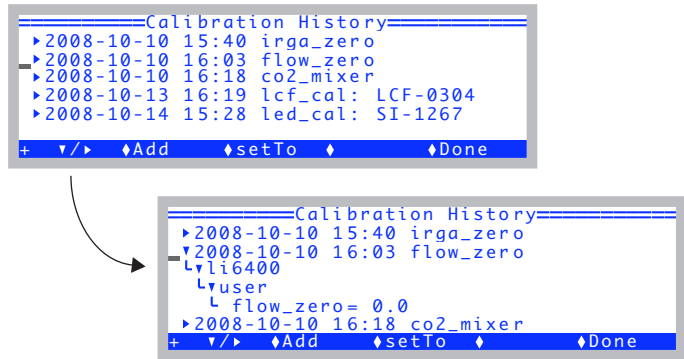 Calibration History
▸2008-10-10 15:40 irga_zero
▸2008-10-10 16:03 flow_zero
▸2008-10-10 16:18 co2_mixer
▸2008-10-13 16:19 lcf_cal: LCF-0304
▸2008-10-14 15:28 led_cal: SI-1267
+ ▾/▸ ♦Add ♦setTo ♦ ♦Done
Calibration History
▸2008-10-10 15:40 irga_zero
▾2008-10-10 16:03 flow_zero
▾li6400
▾user
flow_zero= 0.0
▸2008-10-10 16:18 co2_mixer
+ ▾/▸ ♦Add ♦setTo ♦ ♦Done